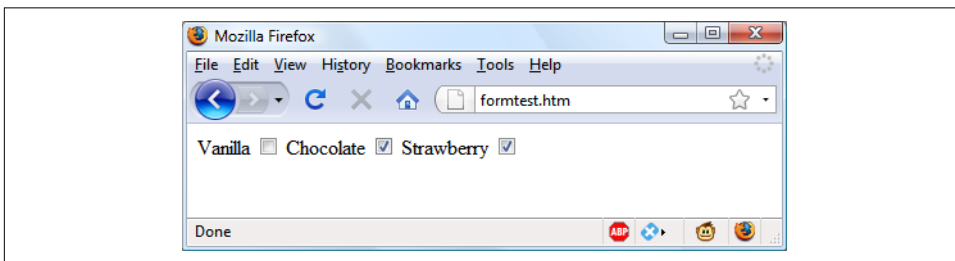 Mozilla Firefox
File Edit View History Bookmarks Tools Help
formtest.htm
Vanilla Chocolate Strawberry
Done
ABP